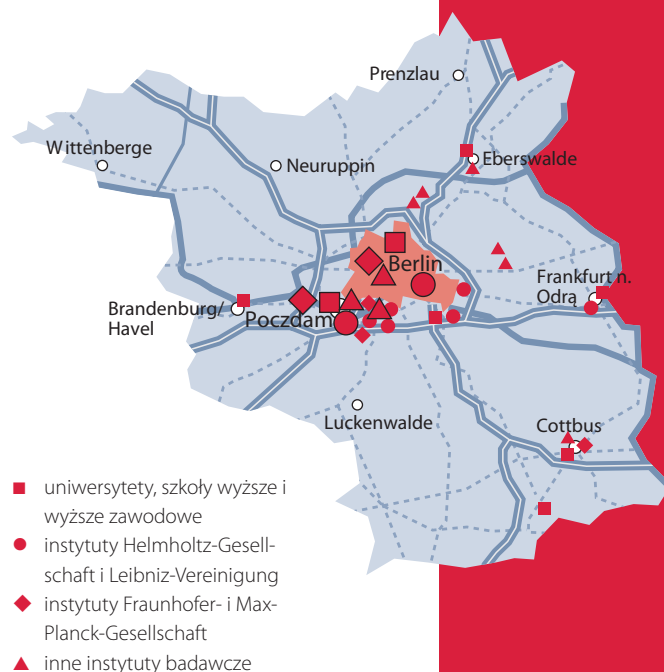 Prenzlau
Wittenberge
Neuruppin
Eberswalde
Berlin
Frankfurt n.
Odrą
Brandenburg/
Havel
Poczdam
Luckenwalde
Cottbus
uniwersytety, szkoły wyższe i
wyższe zawodowe
instytuty Helmholtz-Gesell-
schaft i Leibniz-Vereinigung
instytuty Fraunhofer- i Max-
Planck-Gesellschaft
inne instytuty badawcze